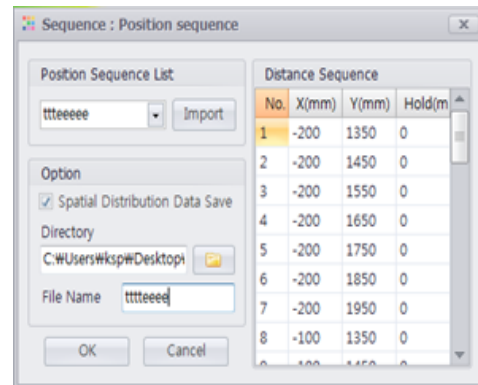 Sequence : Position sequence
Position Sequence List
ttteeeee
Import
Option
Spatial Distribution Data Save
Directory
C:₩Users₩ksp₩Desktop₩
File Name
tttteeee
OK
Cancel
Distance Sequence
No. X(mm) Y(mm) Hold(m
1 -200 1350 0
2 -200 1450 0
3 -200 1550 0
4 -200 1650 0
5 -200 1750 0
6 -200 1850 0
7 -200 1950 0
8 -100 1350 0